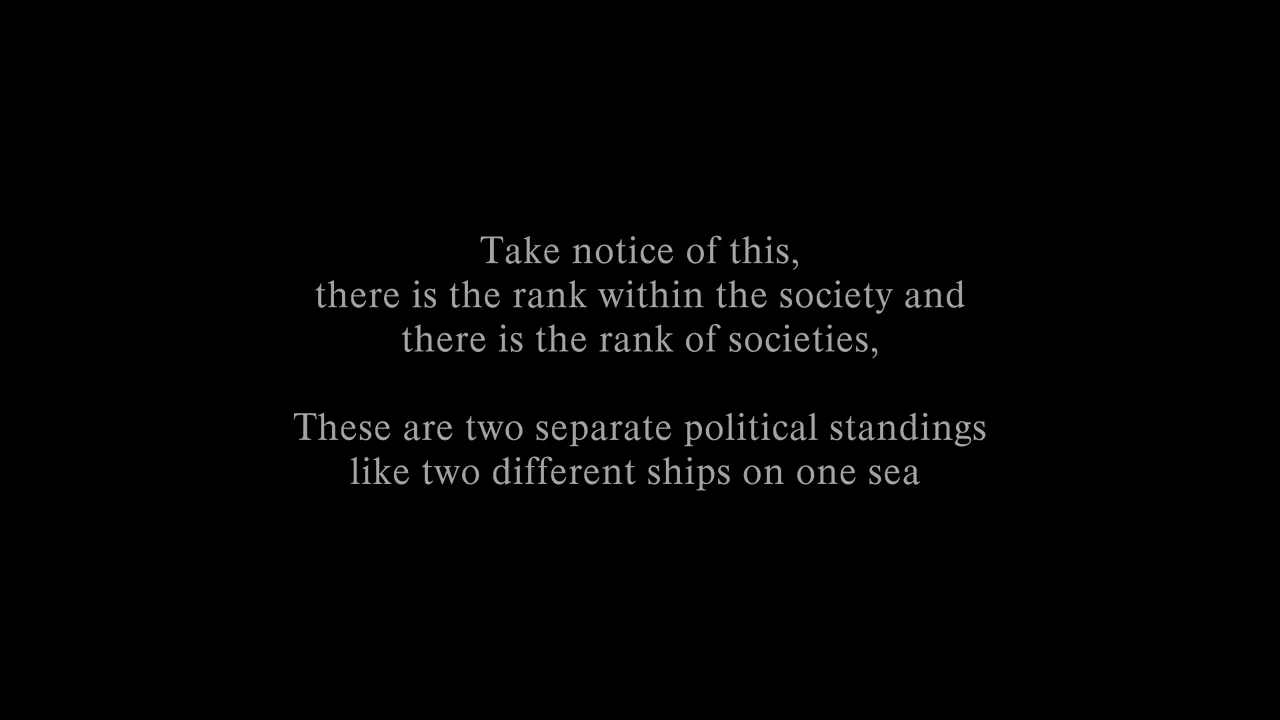 Take notice of this,
there is the rank within the society and
there is the rank of societies,
These are two separate political standings
like two different ships on one sea